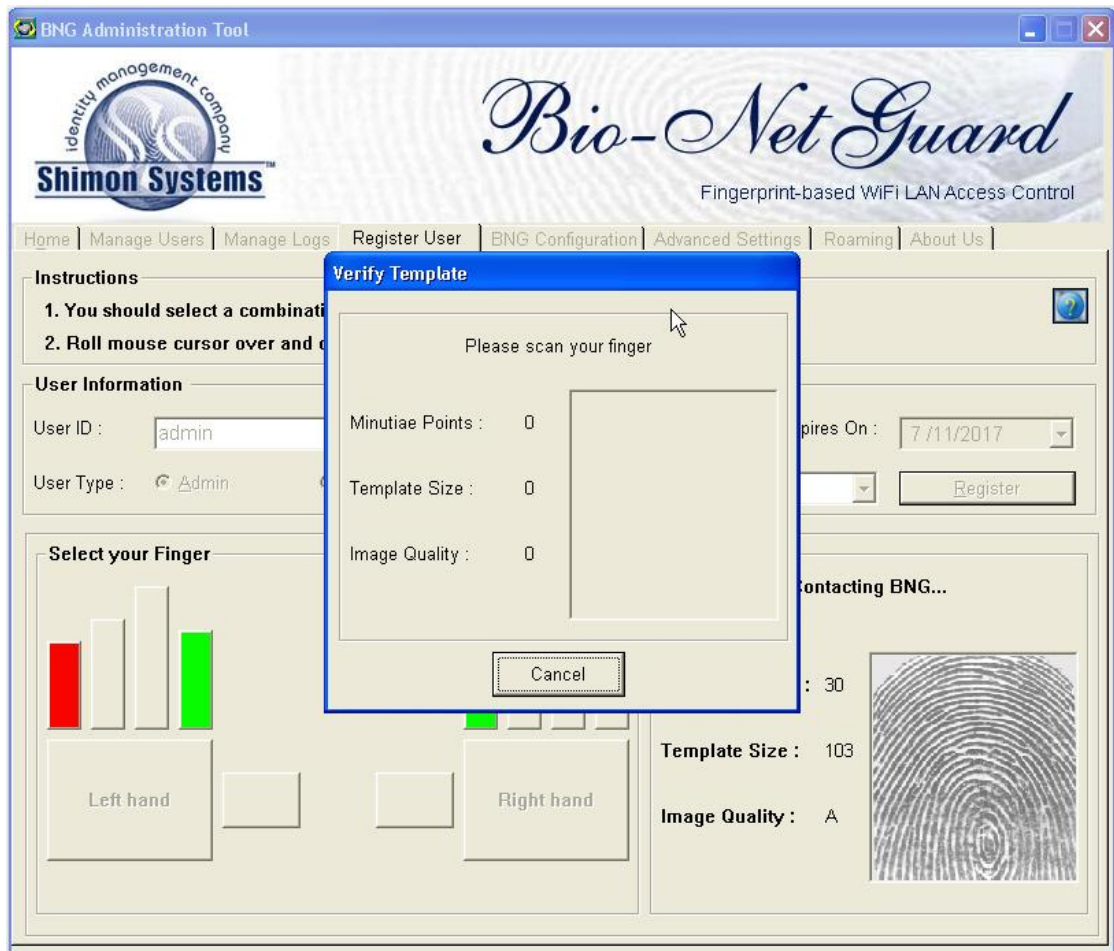 BNG Administration Tool
identity management company
Shimon Systems™
Bio-NetGuard
Fingerprint-based WiFi LAN Access Control
Home Manage Users Manage Logs Register User BNG Configuration Advanced Settings Roaming About Us
Instructions
1. You should select a combinati
2. Roll mouse cursor over and
?
User Information
User ID : admin
pires On : 7 /11/2017
User Type : Admin
Register
Verify Template
Please scan your finger
Minutiae Points : 0
Template Size : 0
Image Quality : 0
Cancel
Select your Finger
Left hand
Right hand
ontacting BNG...
: 30
Template Size : 103
Image Quality : A